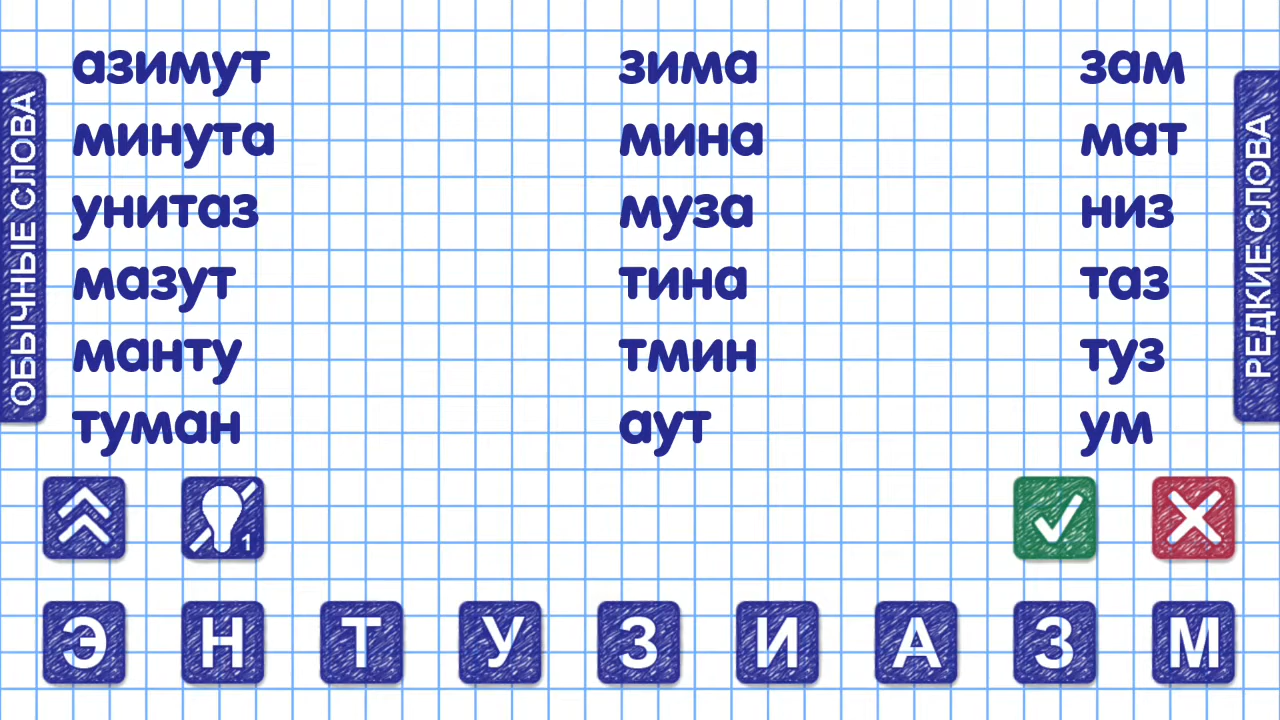 азимут
минута
унитаз
мазут
манту
туман
зима
мина
муза
тина
тмин
аут
зам
мат
низ
таз
туз
ум
ОБЫЧНЫЕ СЛОВА
РЕДКИЕ СЛОВА
1
Э Н Т У З И А З М